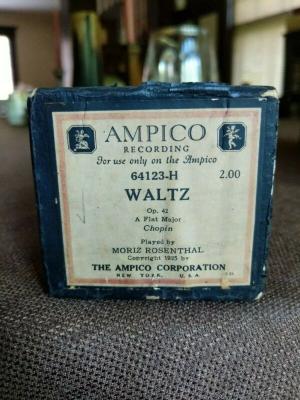 AMPICO
RECORDING
For use only on the Ampico
64123-H 2.00
WALTZ
Op. 42
A Flat Major
Chopin
Played by
MORIZ ROSENTHAL
Copyright 1925 by
THE AMPICO CORPORATION
NEW YORK, U.S.A.